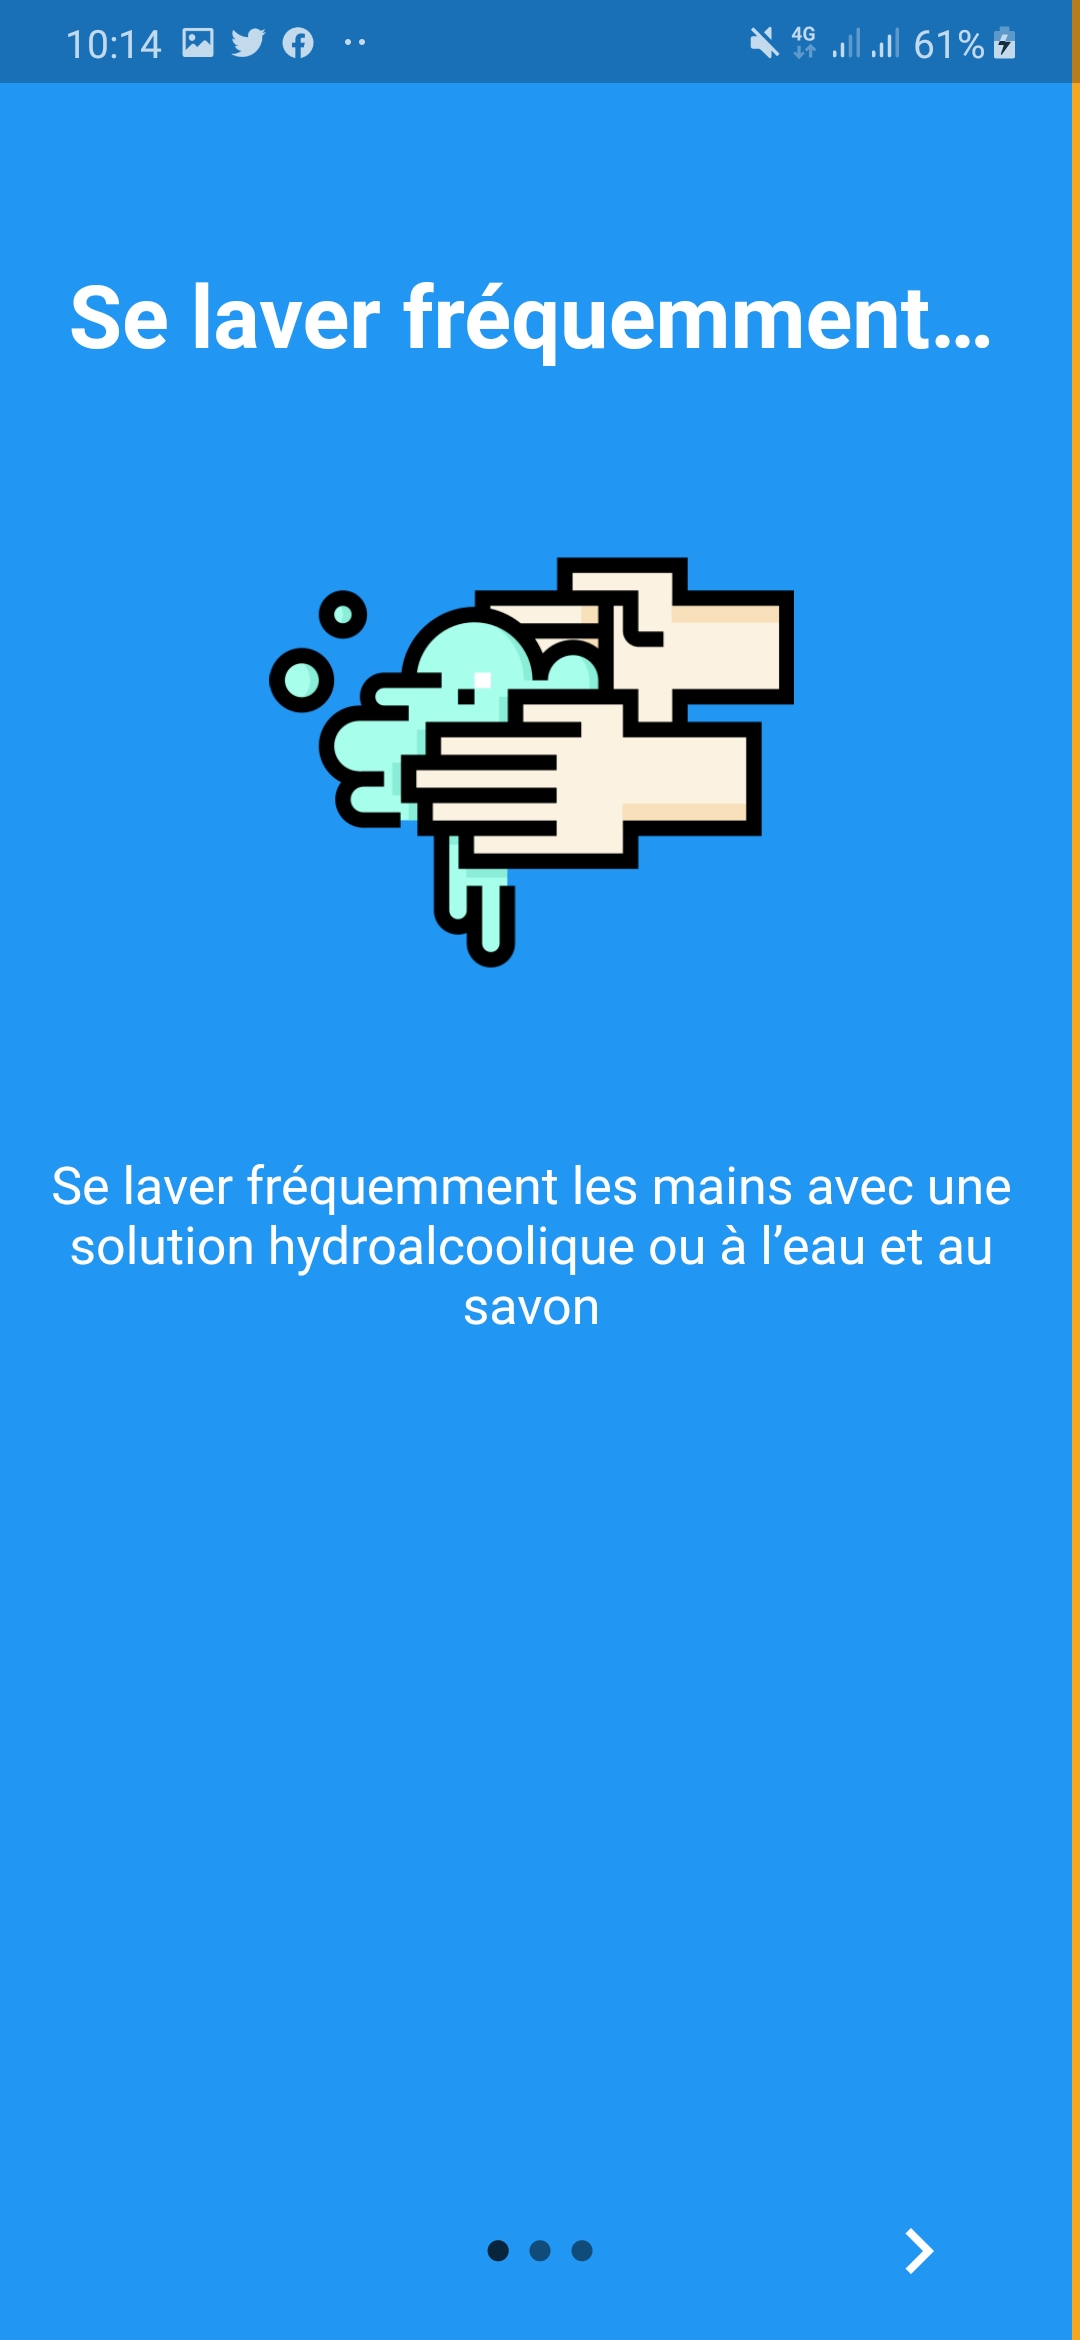 10:14 4G 61%
Se laver fréquemment…
Se laver fréquemment les mains avec une
solution hydroalcoolique ou à l’eau et au
savon